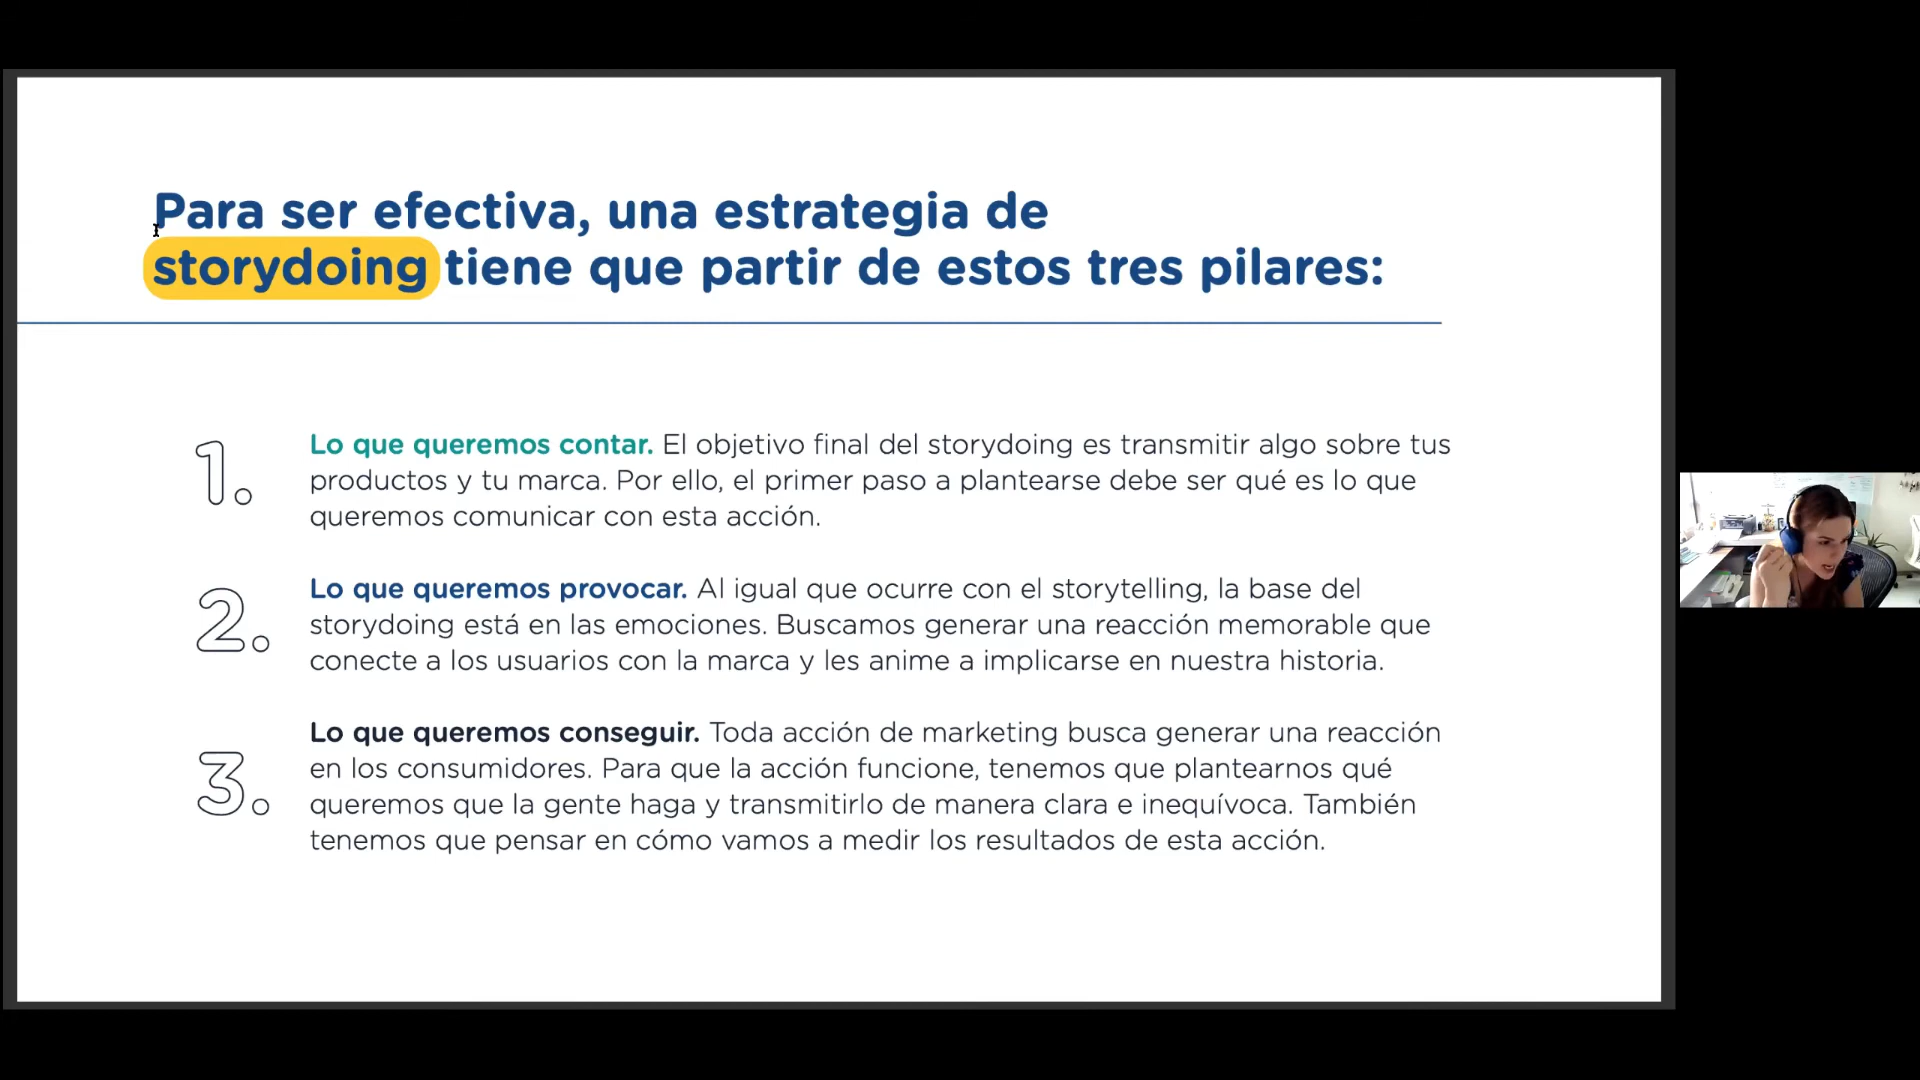 Para ser efectiva, una estrategia de
storydoing tiene que partir de estos tres pilares:
1. Lo que queremos contar. El objetivo final del storydoing es transmitir algo sobre tus
productos y tu marca. Por ello, el primer paso a plantearse debe ser qué es lo que
queremos comunicar con esta acción.
2. Lo que queremos provocar. Al igual que ocurre con el storytelling, la base del
storydoing está en las emociones. Buscamos generar una reacción memorable que
conecte a los usuarios con la marca y les anime a implicarse en nuestra historia.
3. Lo que queremos conseguir. Toda acción de marketing busca generar una reacción
en los consumidores. Para que la acción funcione, tenemos que plantearnos qué
queremos que la gente haga y transmitirlo de manera clara e inequívoca. También
tenemos que pensar en cómo vamos a medir los resultados de esta acción.